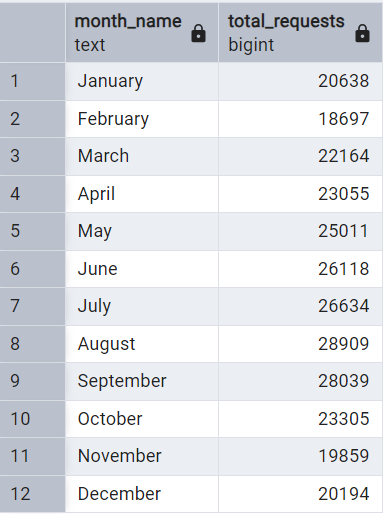 month_name total_requests
text bigint
1 January 20638
2 February 18697
3 March 22164
4 April 23055
5 May 25011
6 June 26118
7 July 26634
8 August 28909
9 September 28039
10 October 23305
11 November 19859
12 December 20194